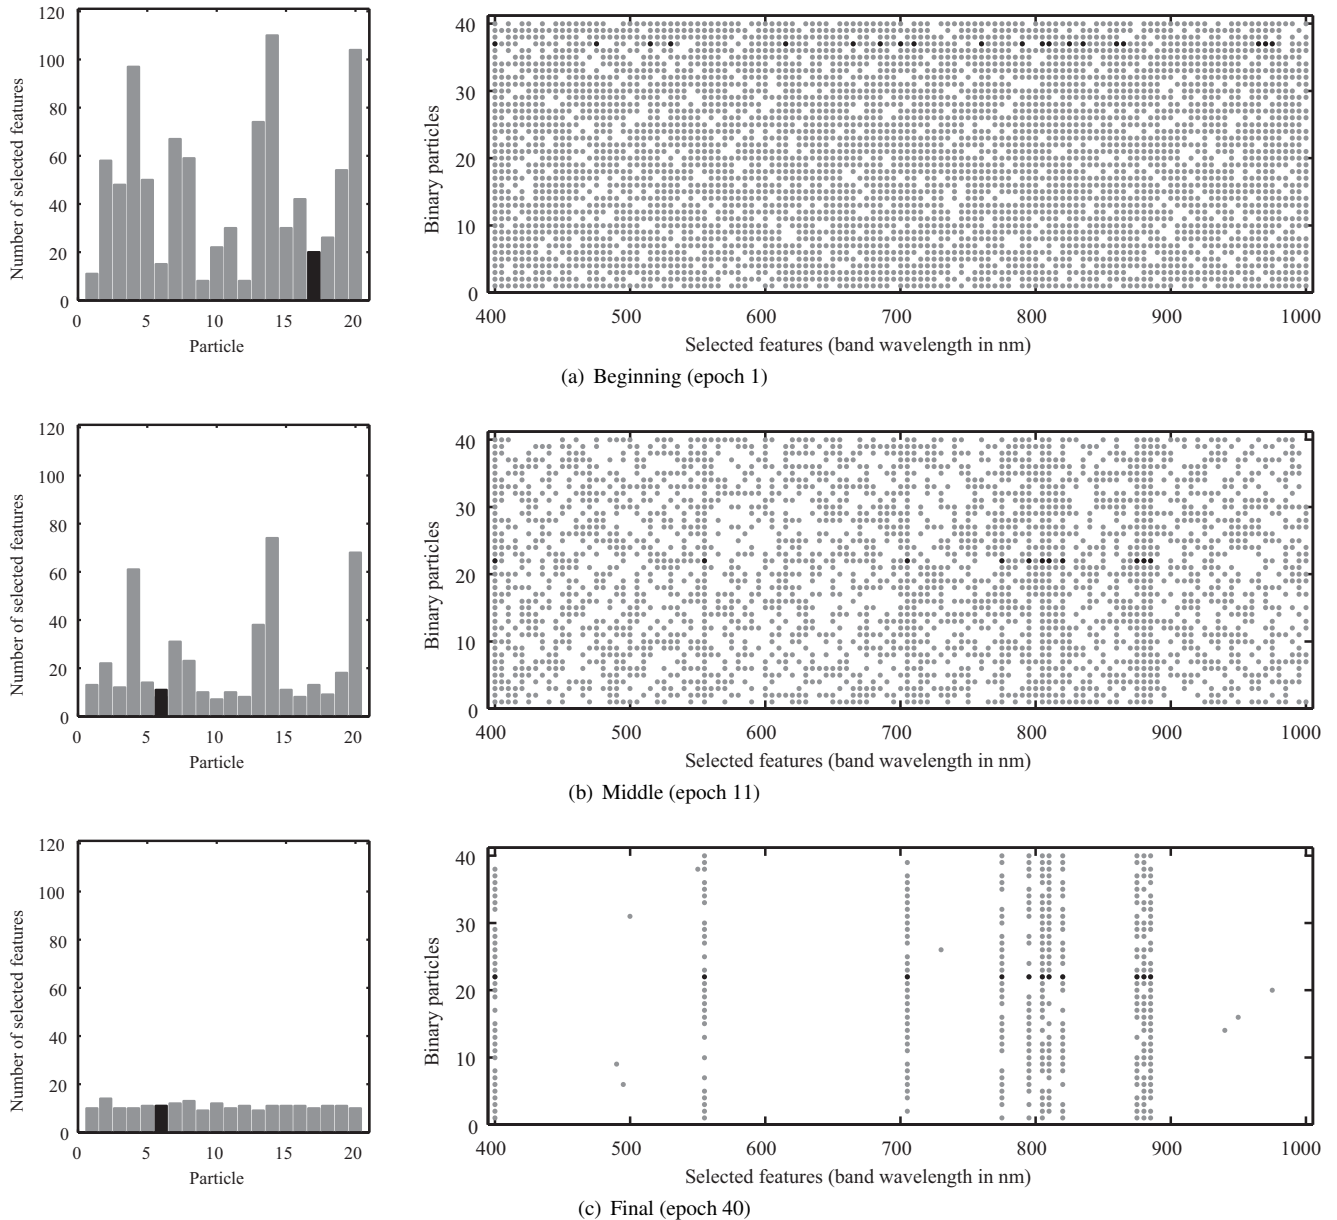 120
100
80
60
40
20
0
Number of selected features
0 5 10 15 20
Particle
40
30
20
10
0
Binary particles
400 500 600 700 800 900 1000
Selected features (band wavelength in nm)
(a) Beginning (epoch 1)
120
100
80
60
40
20
0
Number of selected features
0 5 10 15 20
Particle
40
30
20
10
0
Binary particles
400 500 600 700 800 900 1000
Selected features (band wavelength in nm)
(b) Middle (epoch 11)
120
100
80
60
40
20
0
Number of selected features
0 5 10 15 20
Particle
40
30
20
10
0
Binary particles
400 500 600 700 800 900 1000
Selected features (band wavelength in nm)
(c) Final (epoch 40)